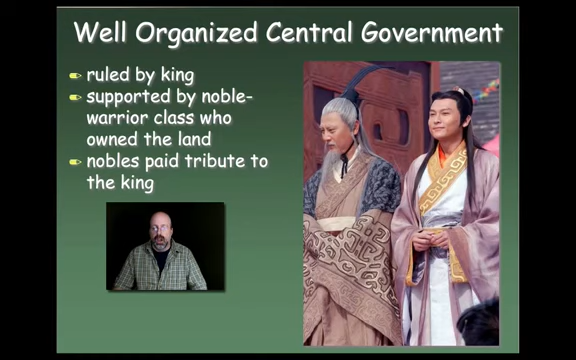 Well Organized Central Government
ruled by king
supported by noble-
warrior class who
owned the land
nobles paid tribute to
the king